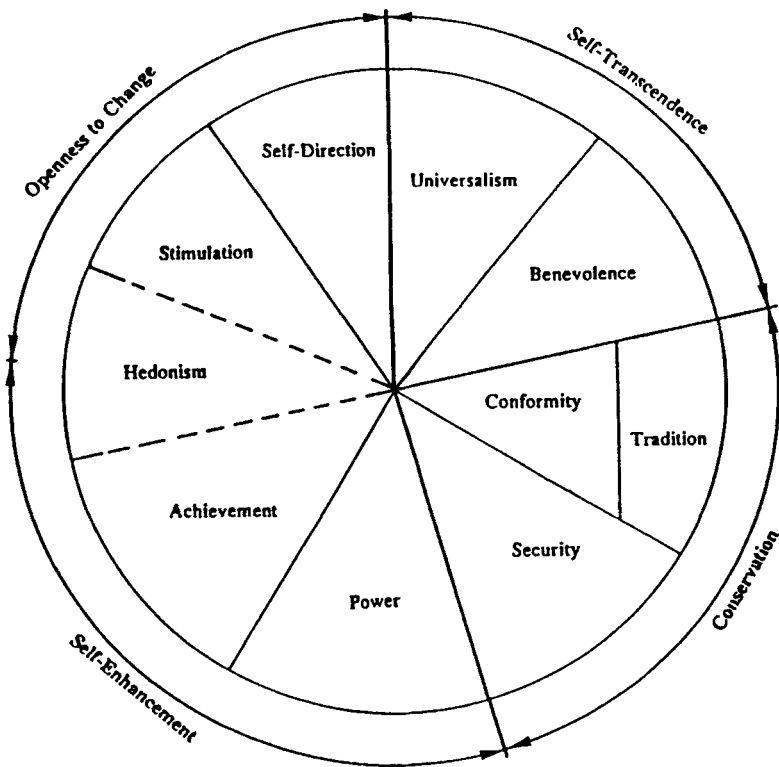 Self-Transcendence
Openness to Change
Self-Direction
Universalism
Stimulation
Benevolence
Hedonism
Conformity
Tradition
Achievement
Security
Power
Conservation
Self-Enhancement